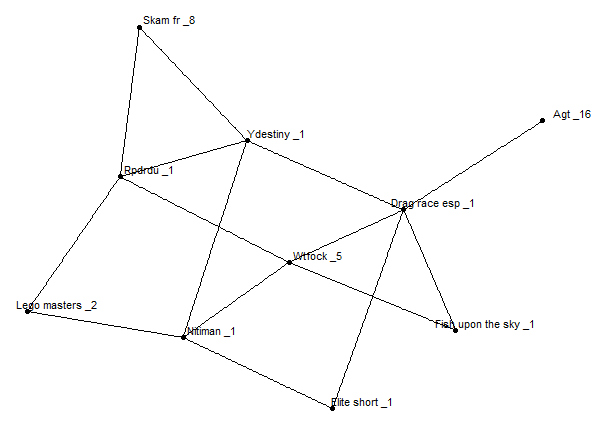 Skam fr _8
Agt _16
Ydestiny _1
Rpdrdu _1
Drag race esp _1
Wtfock _5
Lego masters _2
Fish upon the sky _1
Nitiman _1
Elite short _1